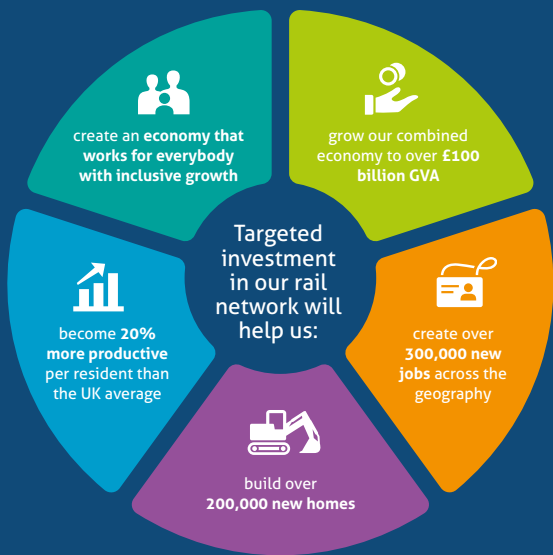 Targeted
investment
in our rail
network will
help us:
create an economy that
works for everybody
with inclusive growth
grow our combined
economy to over £100
billion GVA
create over
300,000 new
jobs across the
geography
build over
200,000 new homes
become 20%
more productive
per resident than
the UK average